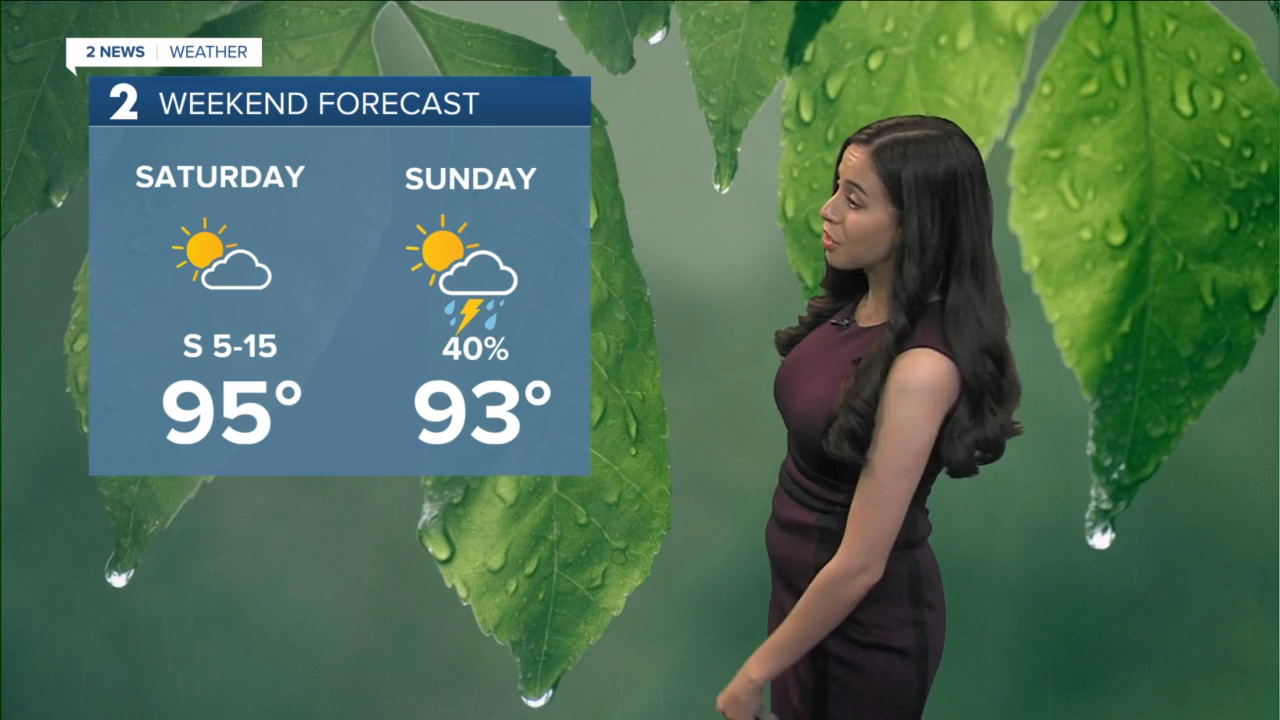 2 NEWS WEATHER
2 WEEKEND FORECAST
SATURDAY SUNDAY
S 5-15 40%
95° 93°